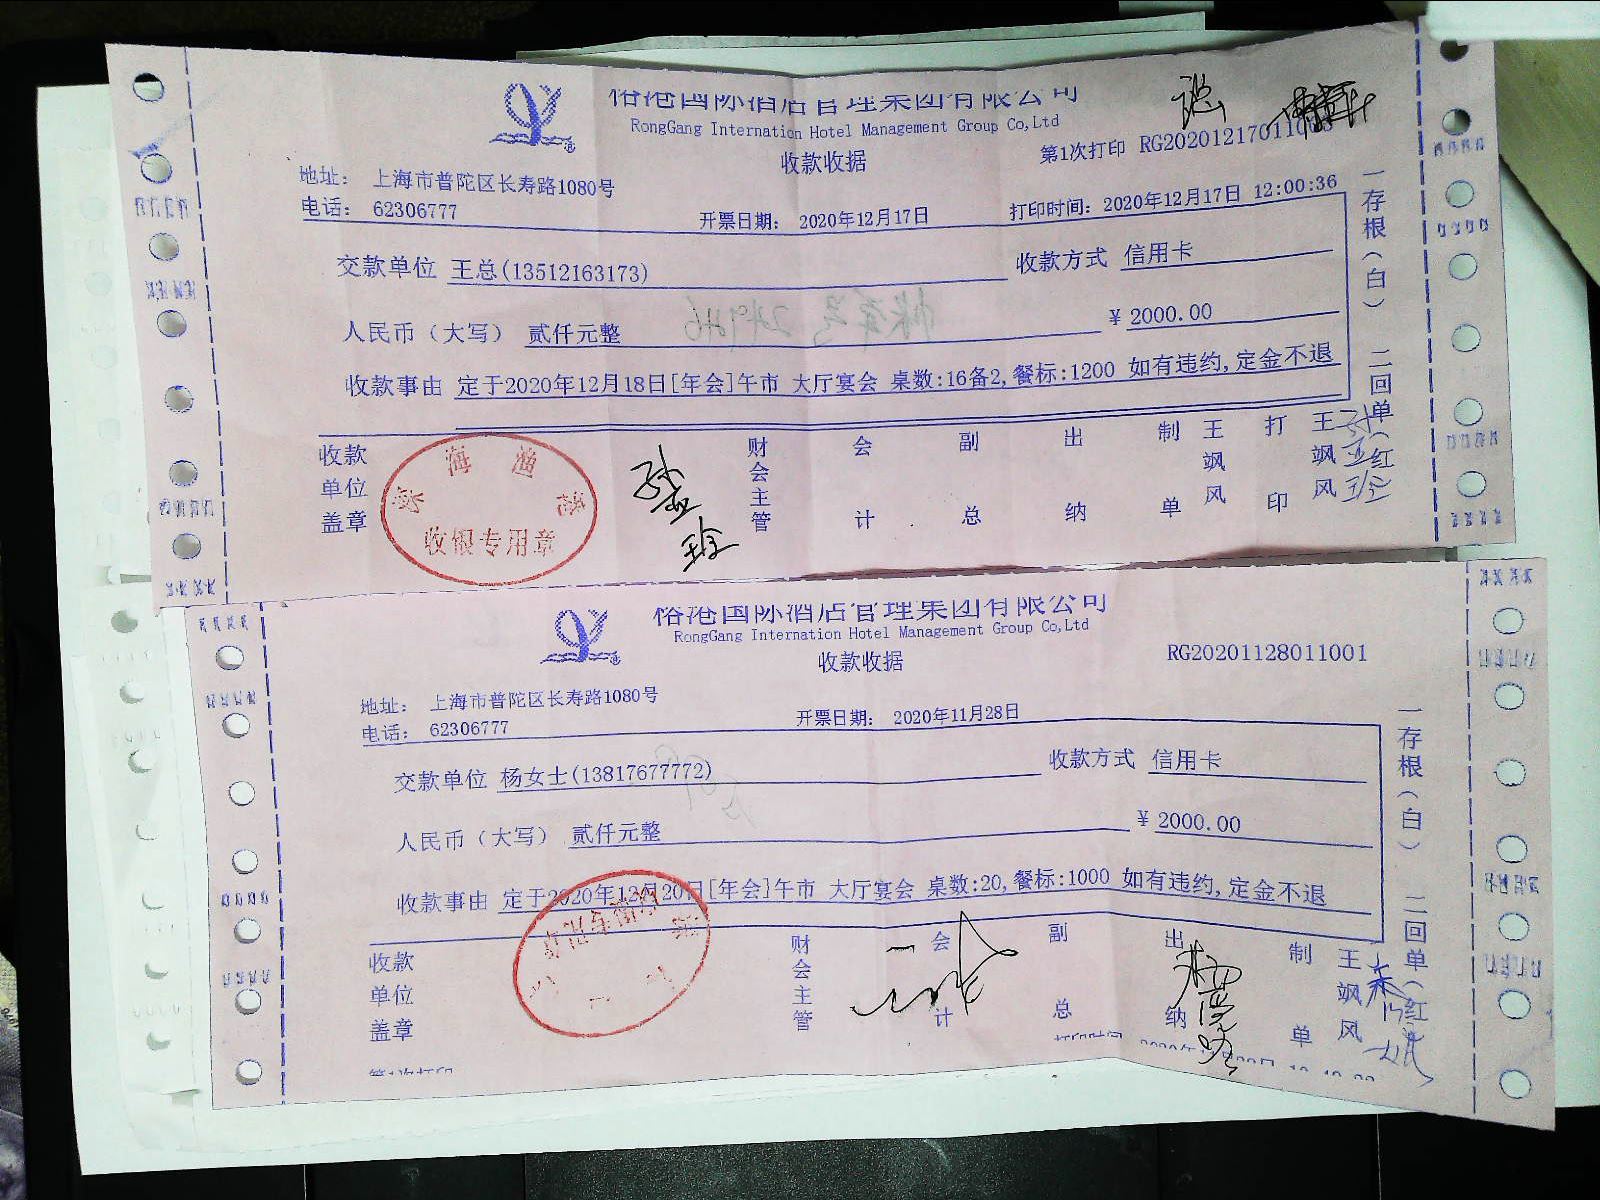 国际酒店管理集团有限公司
RongGang Internation Hotel Management Group Co,Ltd
收款收据
第1次打印 RG20201217011003
地址： 上海市普陀区长寿路1080号
电话： 62306777
开票日期： 2020年12月17日
打印时间：2020年12月17日 12:00:36
交款单位 王总(13512163173)
收款方式 信用卡
人民币（大写） 贰仟元整
¥ 2000.00
收款事由 定于2020年12月18日[年会]午市 大厅宴会 桌数:16备2,餐标:1200 如有违约,定金不退
一存根（白） 二回单（红
收款单位盖章
收银专用章
财会主管
会计
副总
出纳
制单
王飒风
打印
王飒风
国际酒店管理集团有限公司
RongGang Internation Hotel Management Group Co,Ltd
收款收据
RG20201128011001
地址： 上海市普陀区长寿路1080号
电话： 62306777
开票日期： 2020年11月28日
交款单位 杨女士(13817677772)
收款方式 信用卡
人民币（大写） 贰仟元整
¥ 2000.00
收款事由 定于2020年12月20日[年会]午市 大厅宴会 桌数:20,餐标:1000 如有违约,定金不退
一存根（白） 二回单（红
收款单位盖章
财会主管
会计
副总
出纳
制单
王飒风